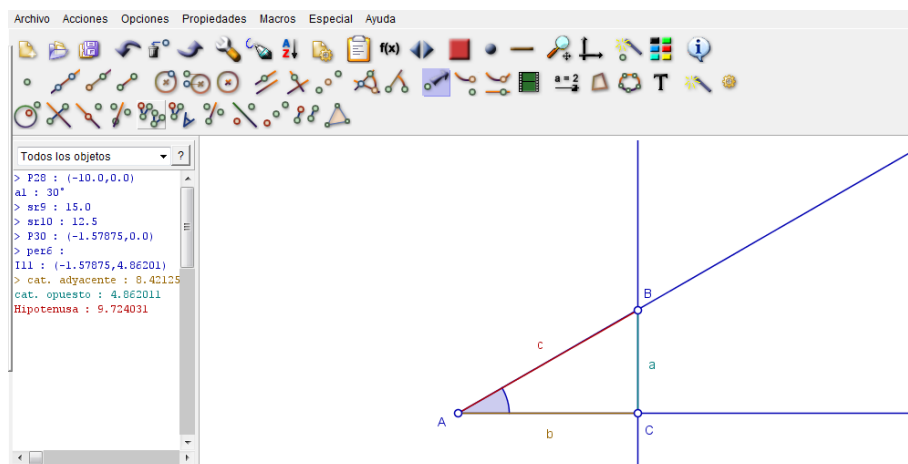 Archivo Acciones Opciones Propiedades Macros Especial Ayuda
f(x)
a = 2
T
Todos los objetos
?
> P28 : (-10.0,0.0)
a1 : 30°
> sr9 : 15.0
> sr10 : 12.5
> P30 : (-1.57875,0.0)
> per6 :
I11 : (-1.57875,4.86201)
> cat. adyacente : 8.42125
cat. opuesto : 4.862011
Hipotenusa : 9.724031
B
c
a
A
b
C